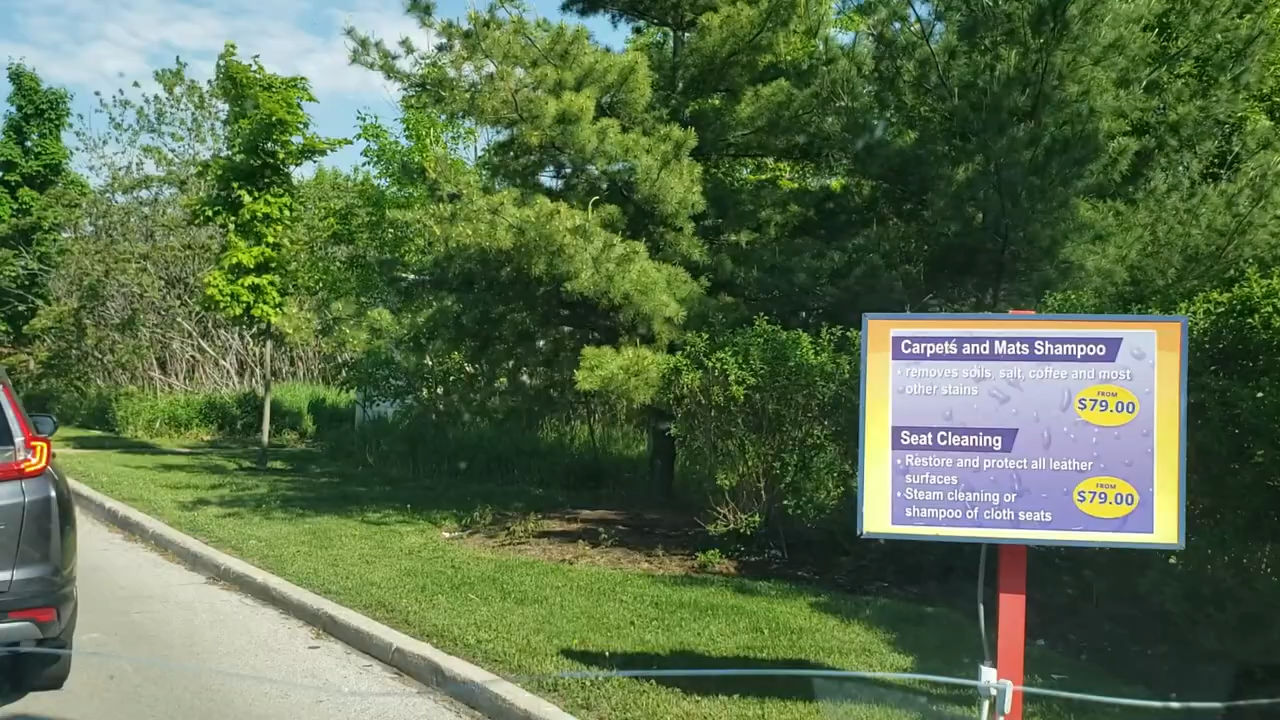 Carpets and Mats Shampoo
• removes soils, salt, coffee and most
other stains
FROM
$79.00
Seat Cleaning
• Restore and protect all leather
surfaces
• Steam cleaning or
shampoo of cloth seats
FROM
$79.00